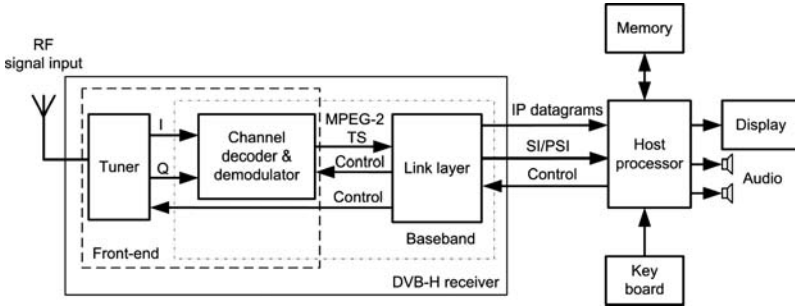 RF
signal input
Memory
Tuner
I
Q
Channel
decoder &
demodulator
MPEG-2
TS
Control
Control
Link layer
IP datagrams
SI/PSI
Control
Host
processor
Display
Audio
Front-end
Baseband
DVB-H receiver
Key
board